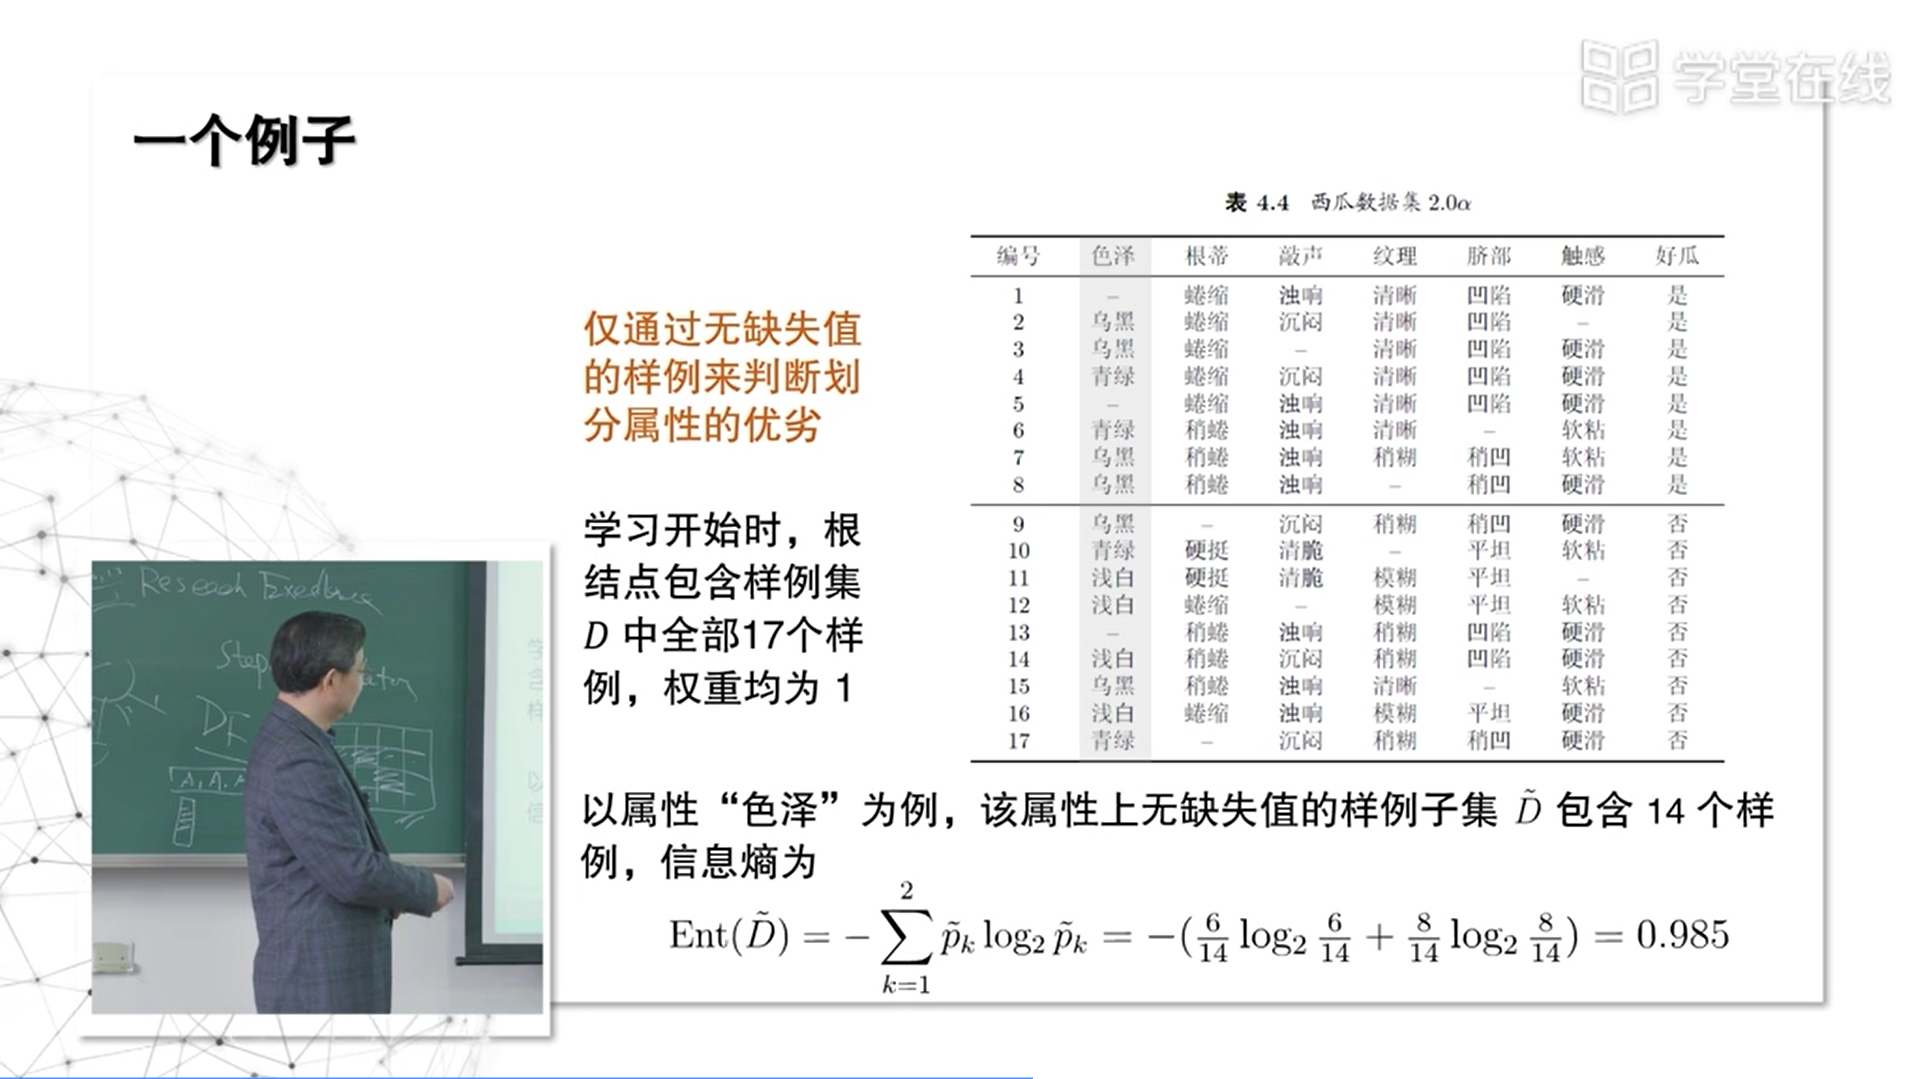 学堂在线
一个例子
表 4.4 西瓜数据集 2.0α
编号 色泽 根蒂 敲声 纹理 脐部 触感 好瓜
1 – 蜷缩 浊响 清晰 凹陷 硬滑 是
2 乌黑 蜷缩 沉闷 清晰 凹陷 – 是
3 乌黑 蜷缩 – 清晰 凹陷 硬滑 是
4 青绿 蜷缩 沉闷 清晰 凹陷 硬滑 是
5 – 蜷缩 浊响 清晰 凹陷 硬滑 是
6 青绿 稍蜷 浊响 清晰 – 软粘 是
7 乌黑 稍蜷 浊响 稍糊 稍凹 软粘 是
8 乌黑 稍蜷 浊响 – 稍凹 硬滑 是
9 乌黑 – 沉闷 稍糊 稍凹 硬滑 否
10 青绿 硬挺 清脆 – 平坦 软粘 否
11 浅白 硬挺 清脆 模糊 平坦 – 否
12 浅白 蜷缩 – 模糊 平坦 软粘 否
13 – 稍蜷 浊响 稍糊 凹陷 硬滑 否
14 浅白 稍蜷 沉闷 稍糊 凹陷 硬滑 否
15 乌黑 稍蜷 浊响 清晰 – 软粘 否
16 浅白 蜷缩 浊响 模糊 平坦 硬滑 否
17 青绿 – 沉闷 稍糊 稍凹 硬滑 否
仅通过无缺失值
的样例来判断划
分属性的优劣
学习开始时，根
结点包含样例集
D 中全部17个样
例，权重均为 1
以属性“色泽”为例，该属性上无缺失值的样例子集 D̃ 包含 14 个样
例，信息熵为
Ent(D̃) = −∑_{k=1}^{2} p̃_k log₂ p̃_k = −(6/14 log₂ 6/14 + 8/14 log₂ 8/14) = 0.985
Research
Step
DF